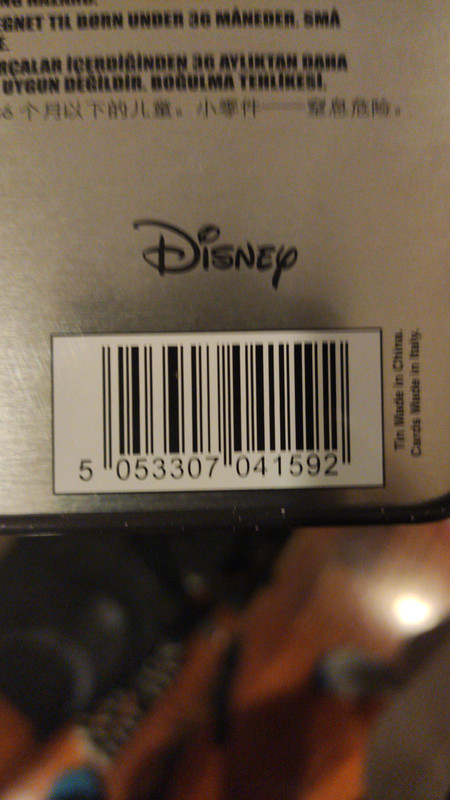 EGNET TIL BØRN UNDER 36 MÅNEDER. SMÅ
RÇALAR İÇERDİĞİNDEN 36 AYLIKTAN DAHA
UYGUN DEĞİLDİR. BOĞULMA TEHLİKESİ.
个月以下的儿童。小零件——窒息危险。
Disney
5 053307 041592
Tin Made in China.
Cards Made in Italy.